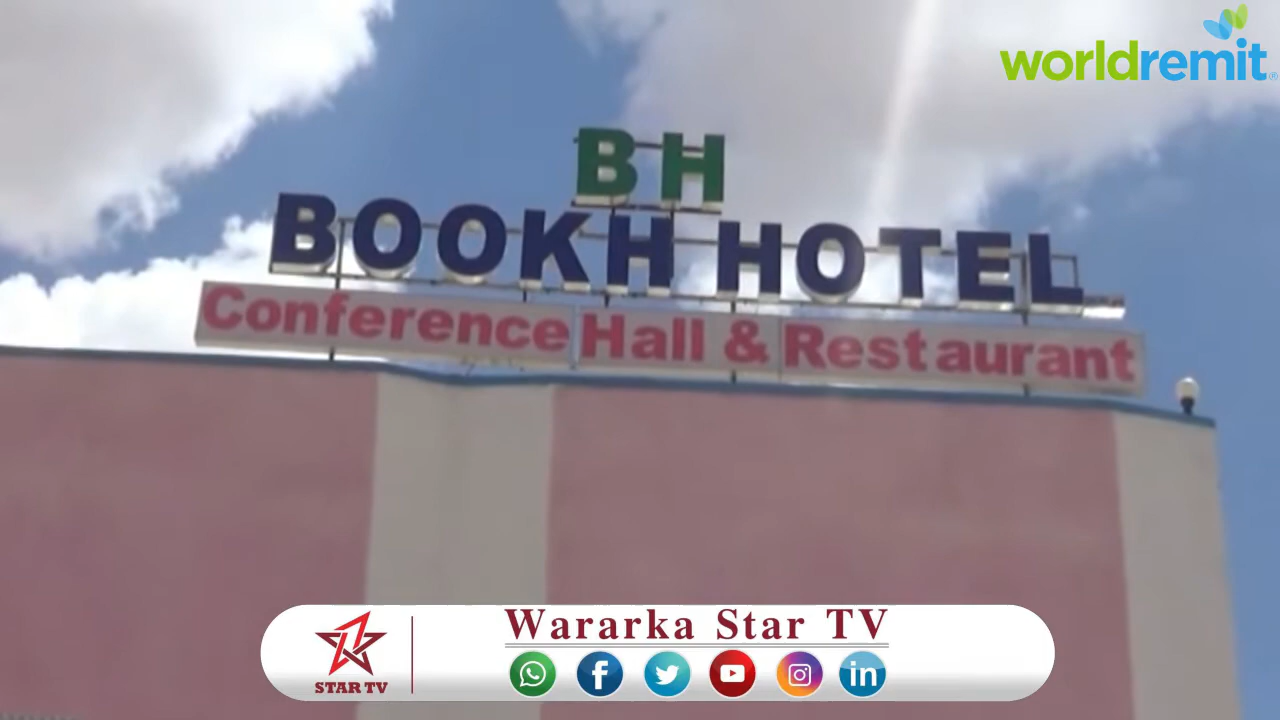 worldremit
BH
BOOKH HOTEL
Conference Hall & Restaurant
Wararka Star TV
STAR TV